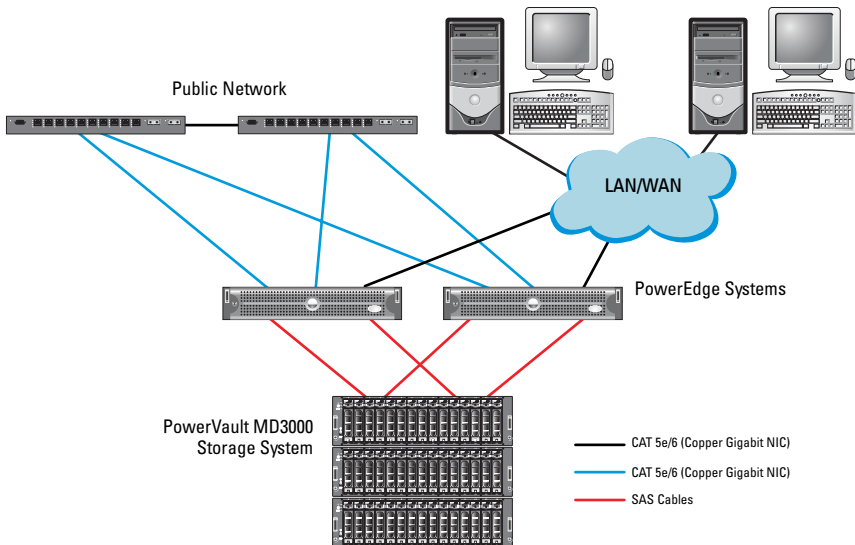 Public Network
LAN/WAN
PowerEdge Systems
PowerVault MD3000
Storage System
CAT 5e/6 (Copper Gigabit NIC)
CAT 5e/6 (Copper Gigabit NIC)
SAS Cables